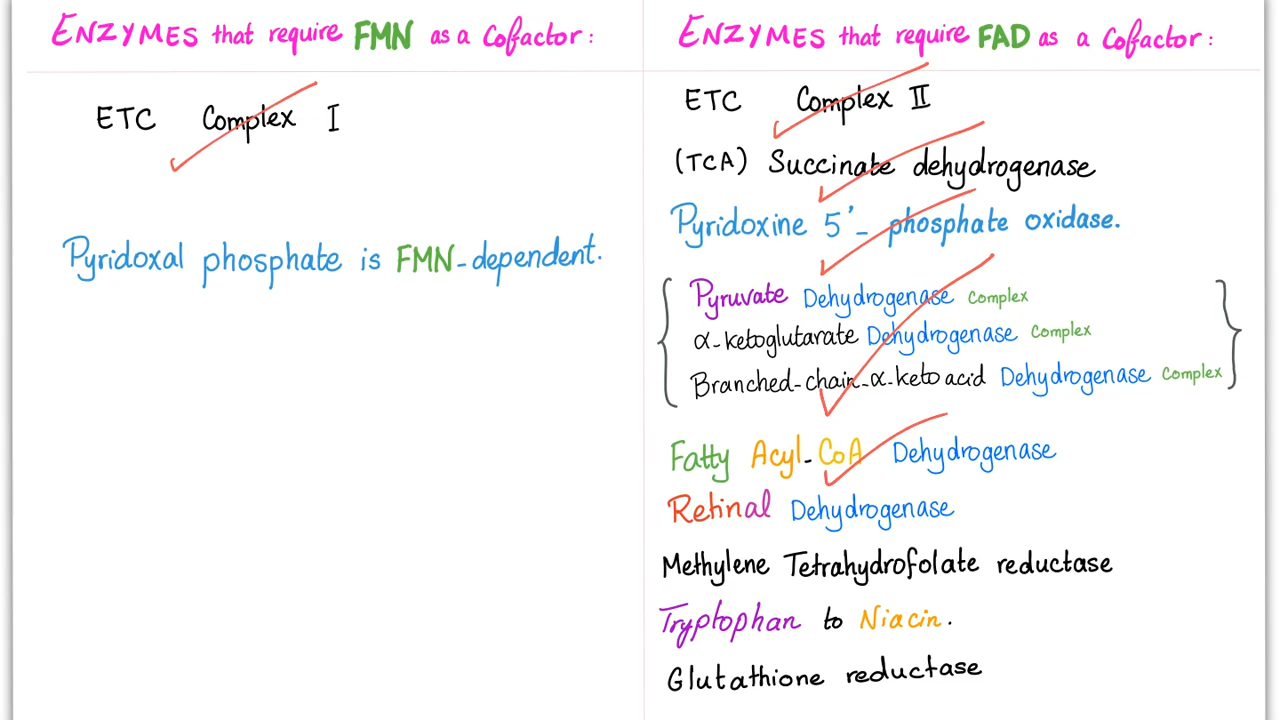 ENZYMES that require FMN as a Cofactor:
ETC Complex I
Pyridoxal phosphate is FMN-dependent.
ENZYMES that require FAD as a Cofactor:
ETC Complex II
(TCA) Succinate dehydrogenase
Pyridoxine 5'- phosphate oxidase.
Pyruvate Dehydrogenase Complex
α-ketoglutarate Dehydrogenase Complex
Branched-chain-α-keto acid Dehydrogenase Complex
Fatty Acyl-CoA Dehydrogenase
Retinal Dehydrogenase
Methylene Tetrahydrofolate reductase
Tryptophan to Niacin.
Glutathione reductase